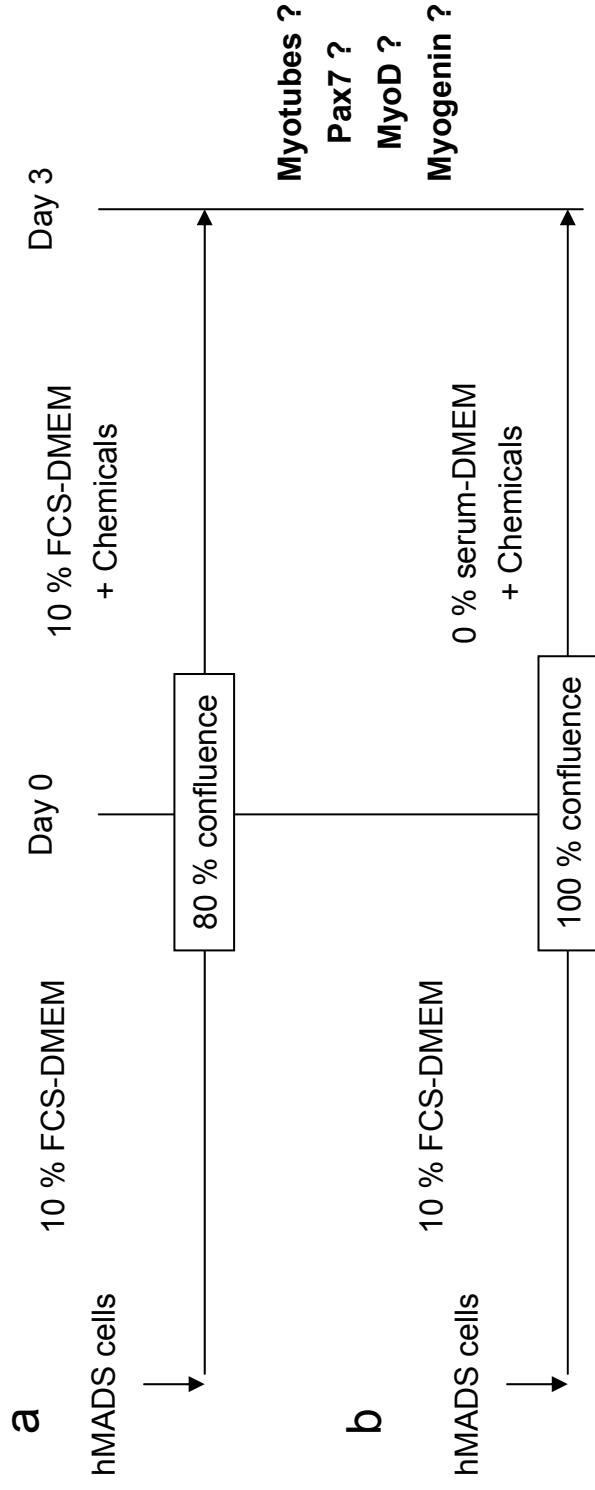 a
Day 0
Day 3
10 % FCS-DMEM
10 % FCS-DMEM
+ Chemicals
hMADS cells
80 % confluence
Myotubes ?
Pax7 ?
MyoD ?
Myogenin ?
b
10 % FCS-DMEM
0 % serum-DMEM
+ Chemicals
hMADS cells
100 % confluence